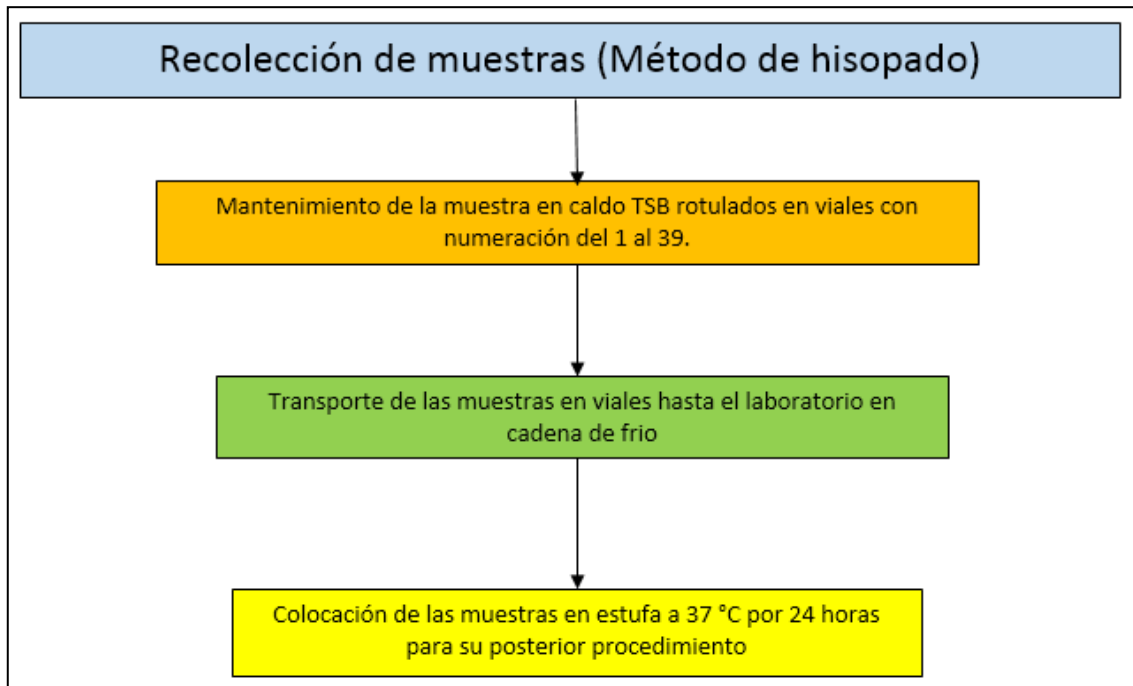 Recolección de muestras (Método de hisopado)
Mantenimiento de la muestra en caldo TSB rotulados en viales con
numeración del 1 al 39.
Transporte de las muestras en viales hasta el laboratorio en
cadena de frio
Colocación de las muestras en estufa a 37 °C por 24 horas
para su posterior procedimiento